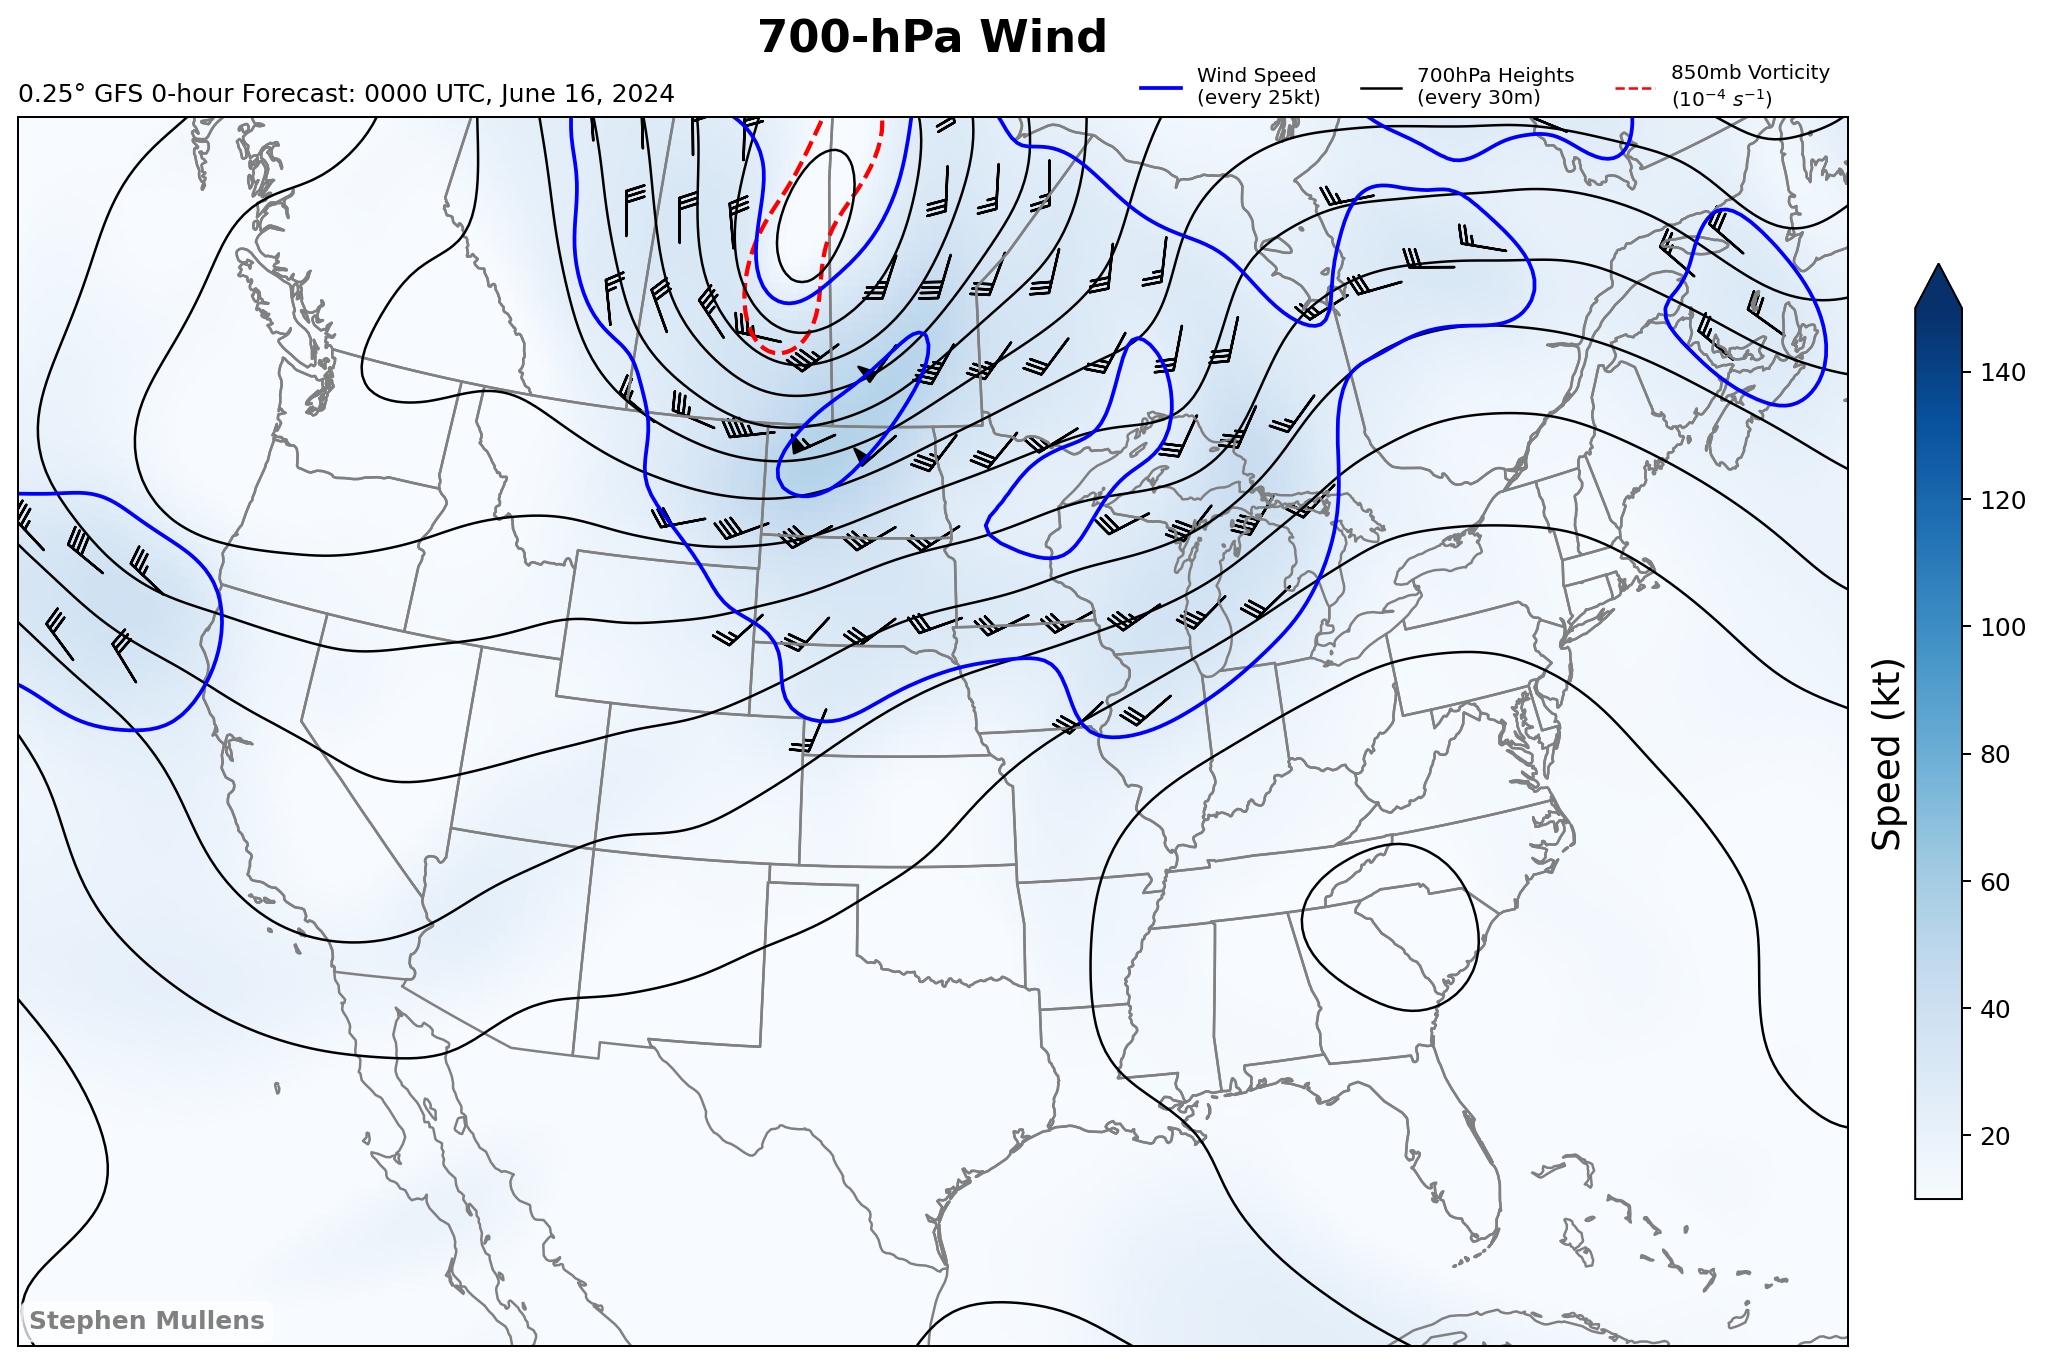 700-hPa Wind
0.25° GFS 0-hour Forecast: 0000 UTC, June 16, 2024
Wind Speed
(every 25kt)
700hPa Heights
(every 30m)
850mb Vorticity
(10⁻⁴ s⁻¹)
140
120
100
80
60
40
20
Speed (kt)
Stephen Mullens